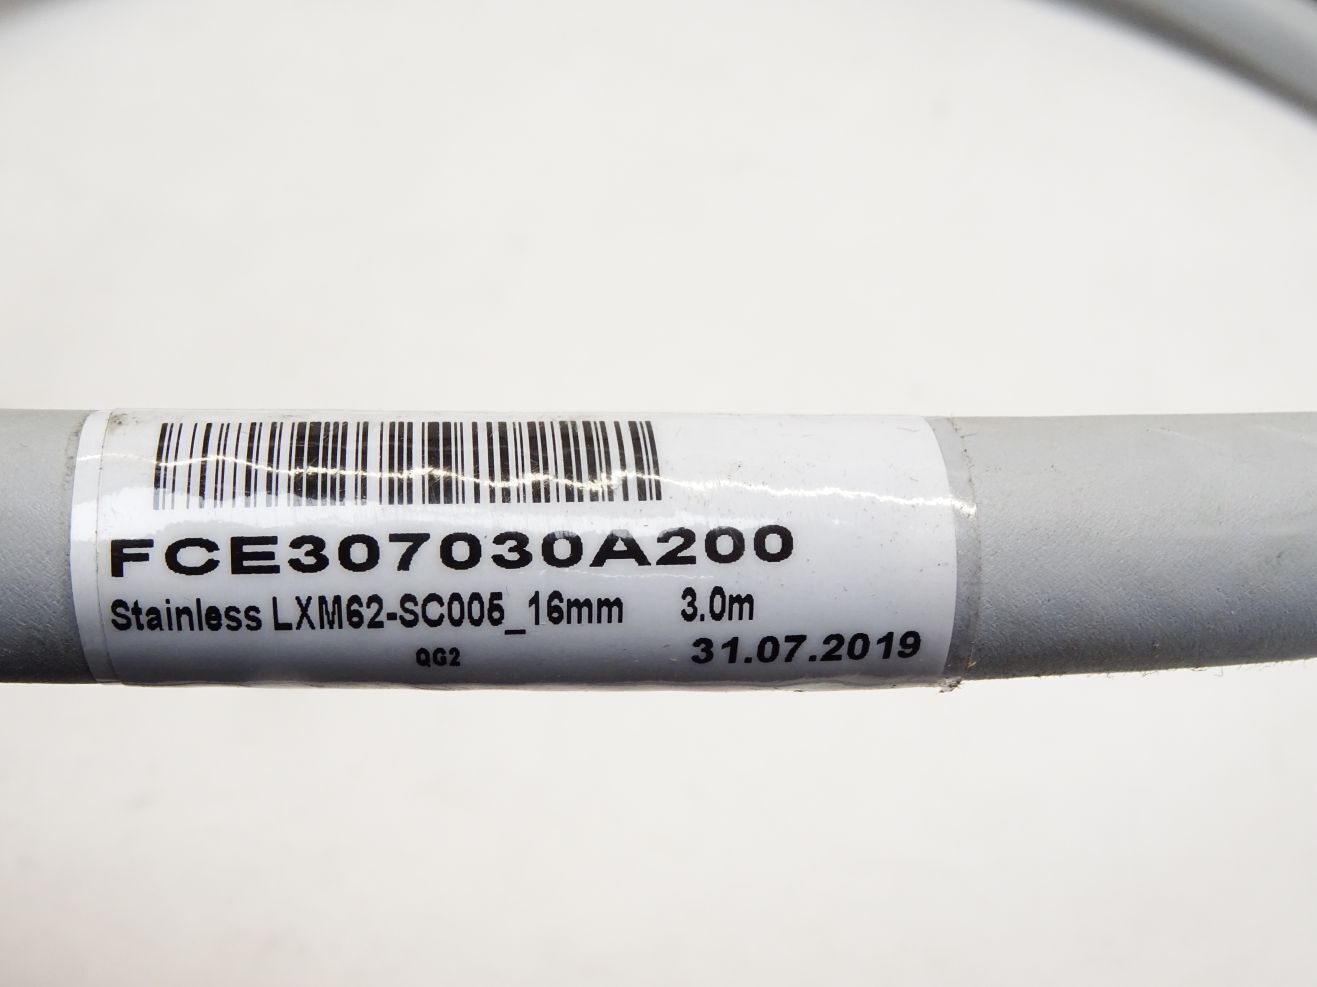 FCE307030A200
Stainless LXM62-SC005_16mm 3.0m
QG2 31.07.2019